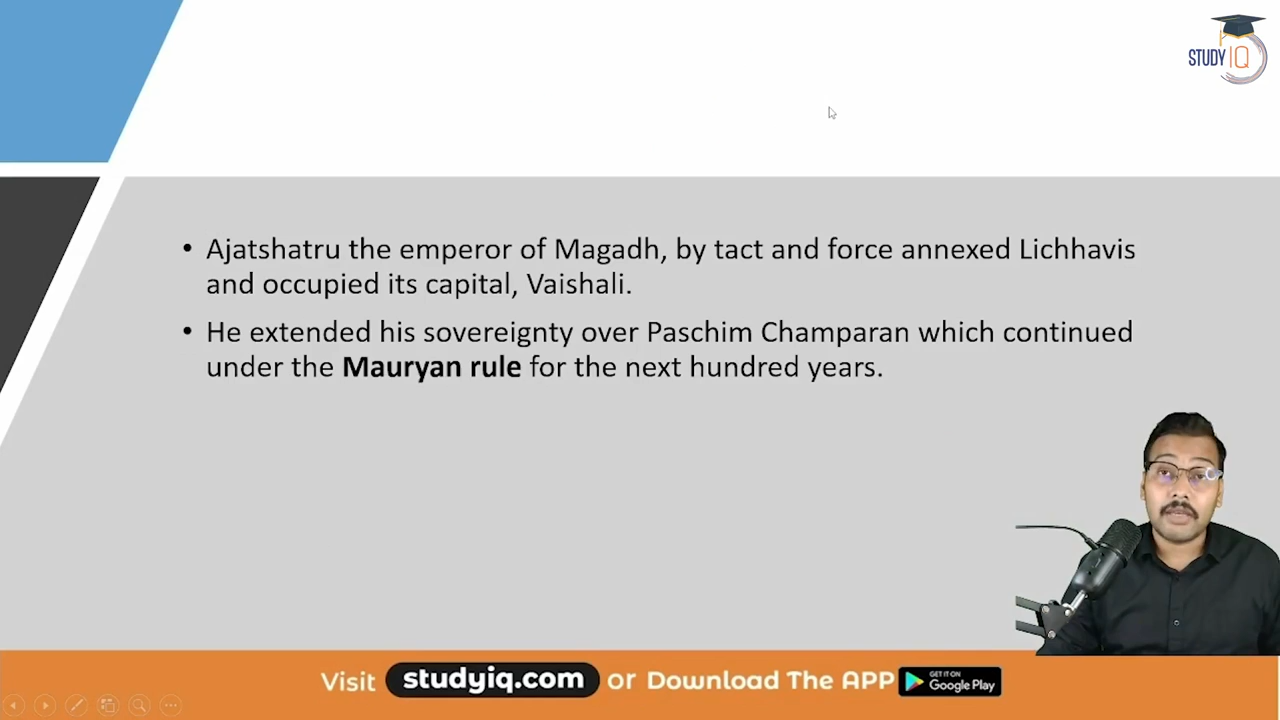 STUDY IQ
• Ajatshatru the emperor of Magadh, by tact and force annexed Lichhavis
and occupied its capital, Vaishali.
• He extended his sovereignty over Paschim Champaran which continued
under the Mauryan rule for the next hundred years.
Visit studyiq.com or Download The APP GET IT ON Google Play